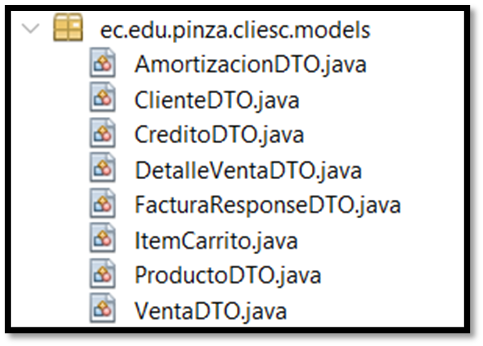 ec.edu.pinza.cliesc.models
AmortizacionDTO.java
ClienteDTO.java
CreditoDTO.java
DetalleVentaDTO.java
FacturaResponseDTO.java
ItemCarrito.java
ProductoDTO.java
VentaDTO.java